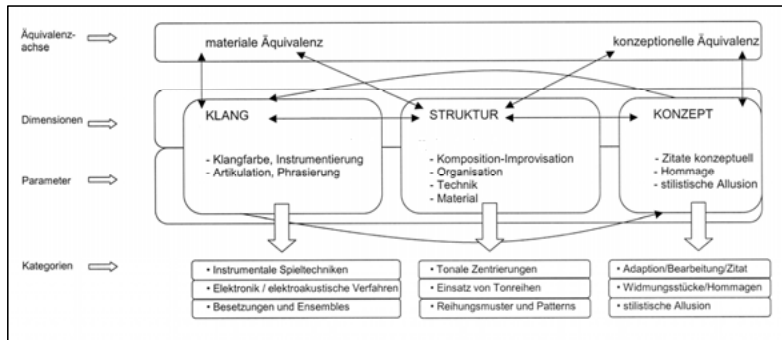 Äquivalenz-
achse
materiale Äquivalenz
konzeptionelle Äquivalenz
Dimensionen
KLANG
STRUKTUR
KONZEPT
Parameter
- Klangfarbe, Instrumentierung
- Artikulation, Phrasierung
- Komposition-Improvisation
- Organisation
- Technik
- Material
- Zitate konzeptuell
- Hommage
- stilistische Allusion
Kategorien
• Instrumentale Spieltechniken
• Elektronik / elektroakustische Verfahren
• Besetzungen und Ensembles
• Tonale Zentrierungen
• Einsatz von Tonreihen
• Reihungsmuster und Patterns
• Adaption/Bearbeitung/Zitat
• Widmungsstücke/Hommagen
• stilistische Allusion